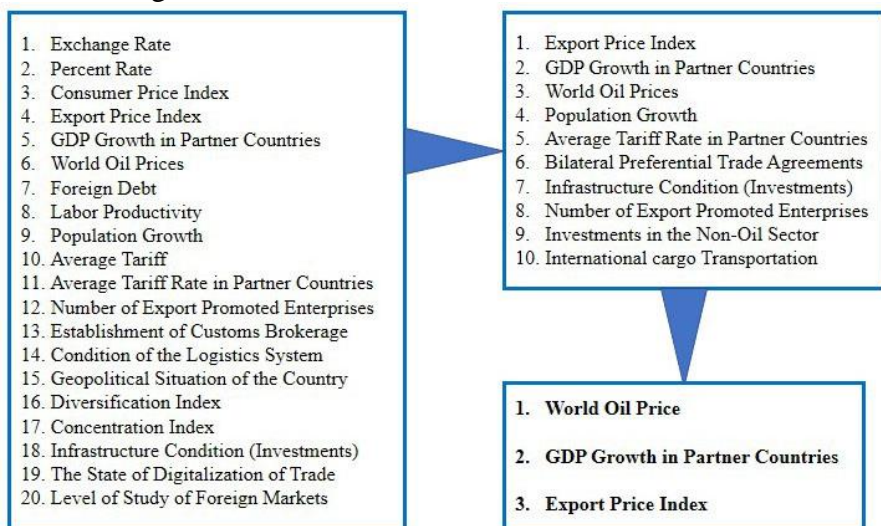 1. Exchange Rate
2. Percent Rate
3. Consumer Price Index
4. Export Price Index
5. GDP Growth in Partner Countries
6. World Oil Prices
7. Foreign Debt
8. Labor Productivity
9. Population Growth
10. Average Tariff
11. Average Tariff Rate in Partner Countries
12. Number of Export Promoted Enterprises
13. Establishment of Customs Brokerage
14. Condition of the Logistics System
15. Geopolitical Situation of the Country
16. Diversification Index
17. Concentration Index
18. Infrastructure Condition (Investments)
19. The State of Digitalization of Trade
20. Level of Study of Foreign Markets
1. Export Price Index
2. GDP Growth in Partner Countries
3. World Oil Prices
4. Population Growth
5. Average Tariff Rate in Partner Countries
6. Bilateral Preferential Trade Agreements
7. Infrastructure Condition (Investments)
8. Number of Export Promoted Enterprises
9. Investments in the Non-Oil Sector
10. International cargo Transportation
1. World Oil Price
2. GDP Growth in Partner Countries
3. Export Price Index